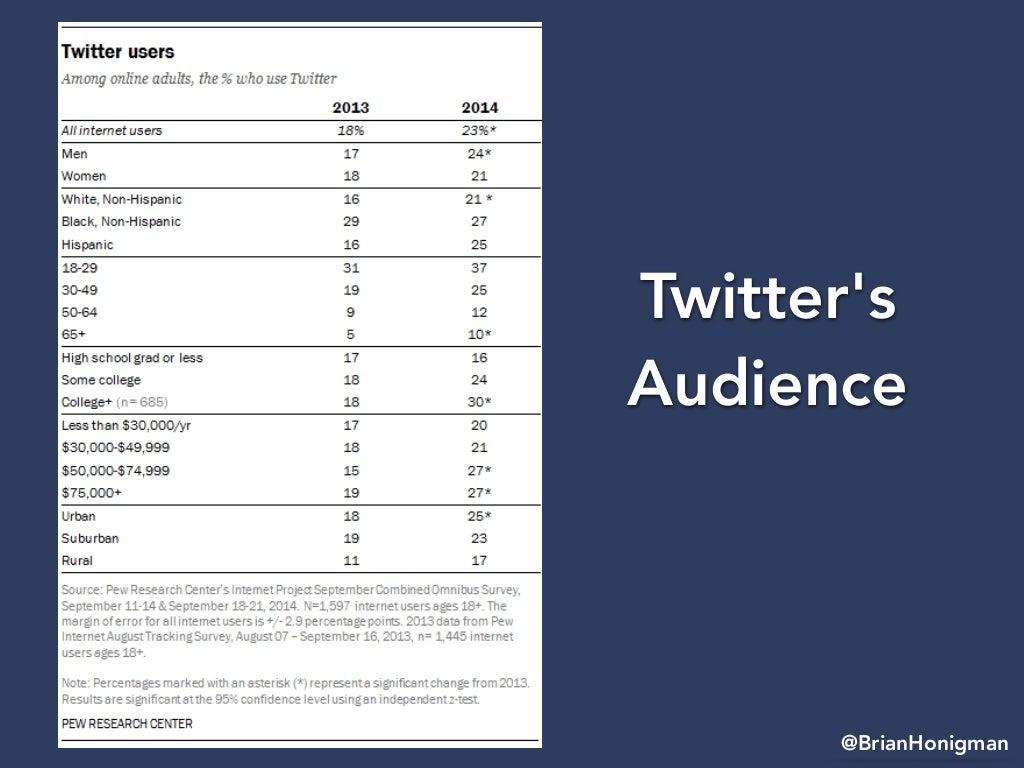 Twitter users
Among online adults, the % who use Twitter
2013 2014
All internet users 18% 23%*
Men 17 24*
Women 18 21
White, Non-Hispanic 16 21 *
Black, Non-Hispanic 29 27
Hispanic 16 25
18-29 31 37
30-49 19 25
50-64 9 12
65+ 5 10*
High school grad or less 17 16
Some college 18 24
College+ (n= 685) 18 30*
Less than $30,000/yr 17 20
$30,000-$49,999 18 21
$50,000-$74,999 15 27*
$75,000+ 19 27*
Urban 18 25*
Suburban 19 23
Rural 11 17
Source: Pew Research Center's Internet Project September Combined Omnibus Survey,
September 11-14 & September 18-21, 2014. N=1,597 internet users ages 18+. The
margin of error for all internet users is +/- 2.9 percentage points. 2013 data from Pew
Internet August Tracking Survey, August 07 – September 16, 2013, n= 1,445 internet
users ages 18+.
Note: Percentages marked with an asterisk (*) represent a significant change from 2013.
Results are significant at the 95% confidence level using an independent z-test.
PEW RESEARCH CENTER
Twitter's
Audience
@BrianHonigman